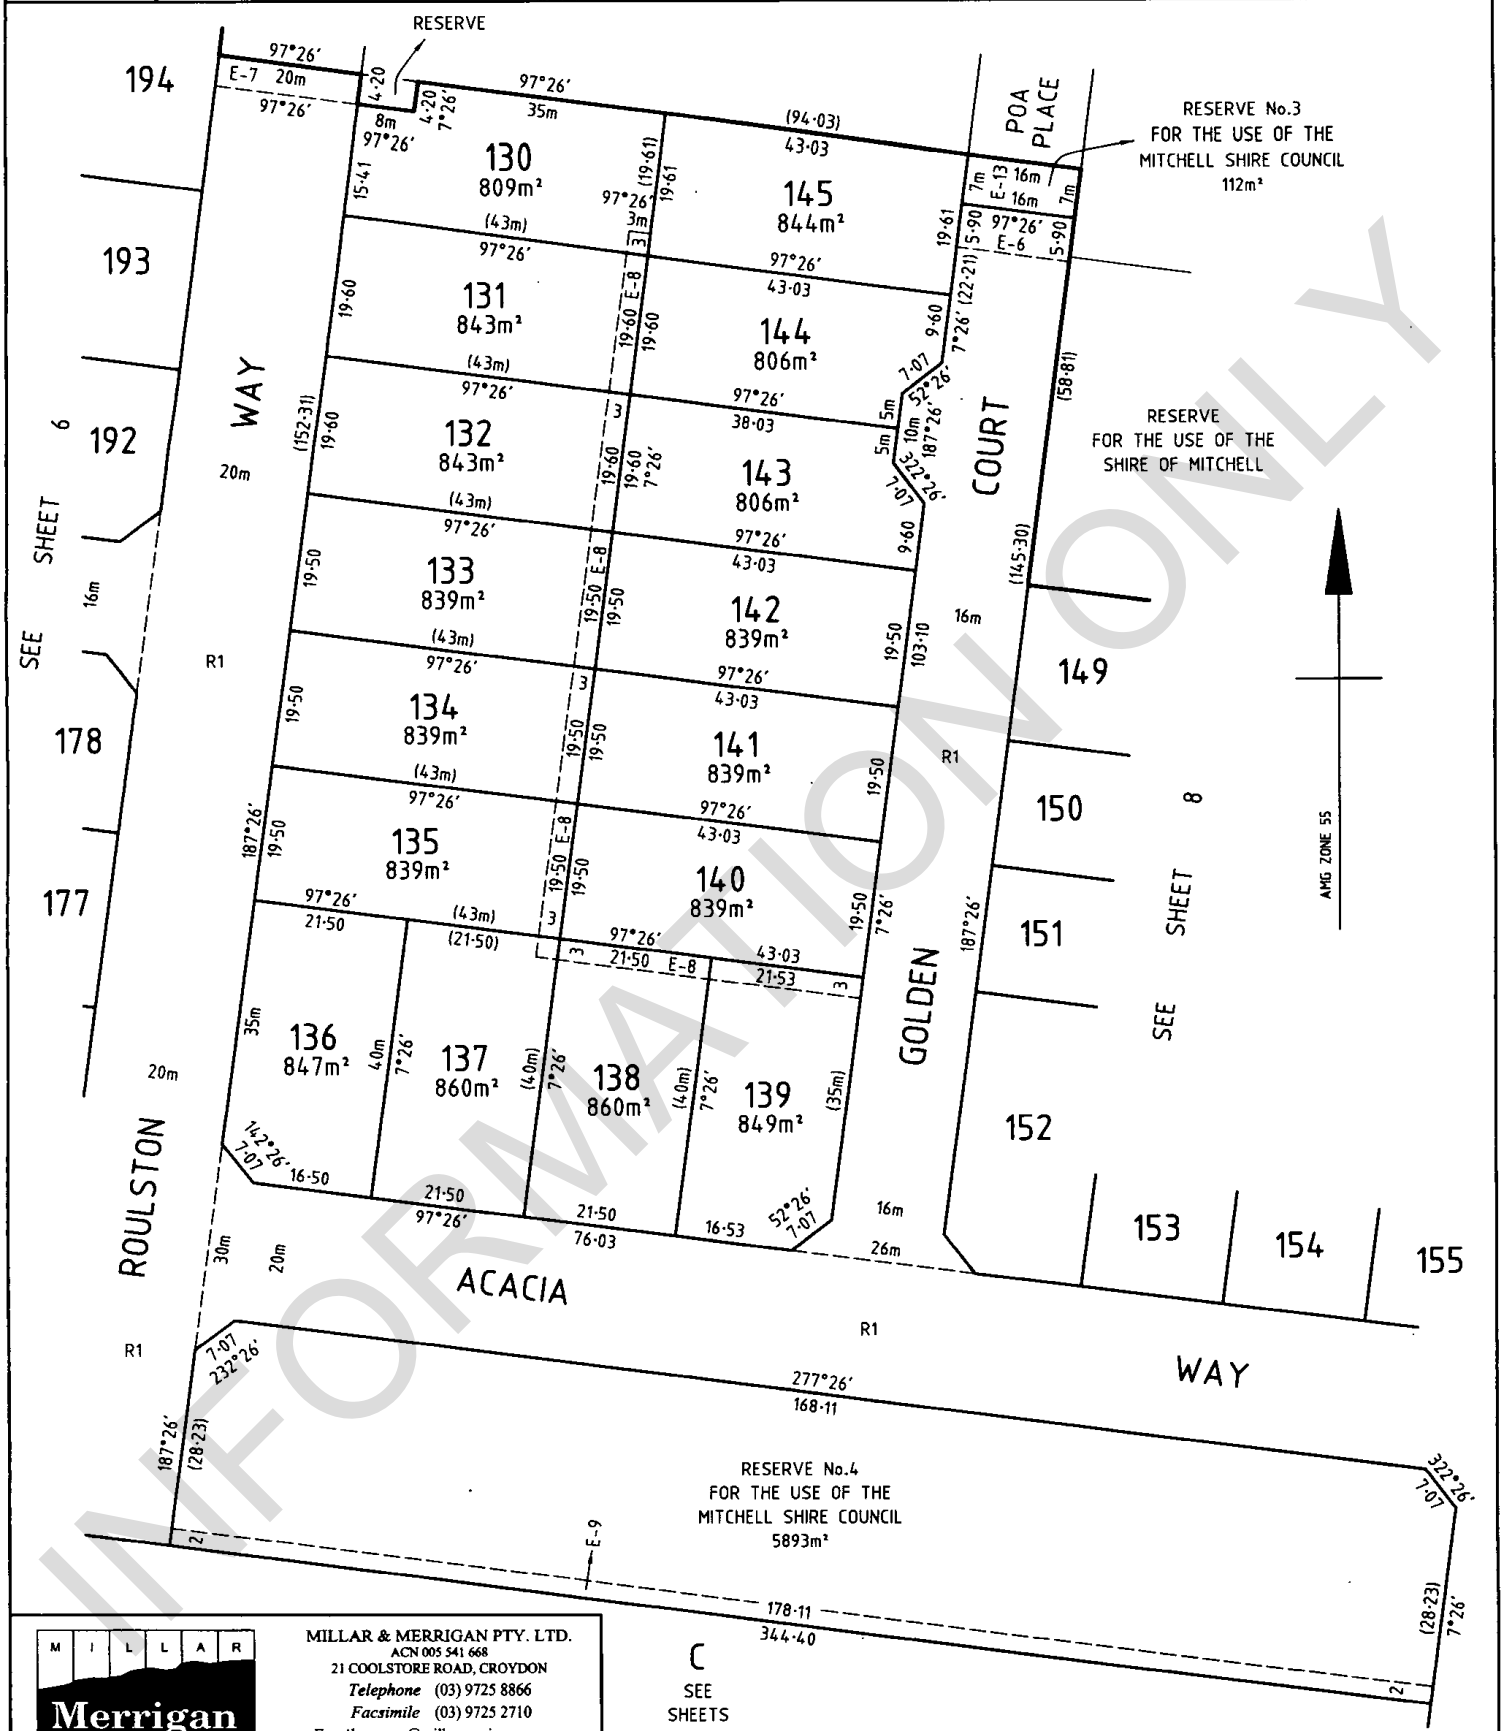 RESERVE
97°26'
E-7 20m
97°26'
4·20
8m
97°26'
4·20
7°26'
97°26'
35m
(94·03)
43·03
POA
PLACE
RESERVE No.3
FOR THE USE OF THE
MITCHELL SHIRE COUNCIL
112m²
194
193
192
SEE SHEET 6
16m
178
177
WAY
20m
R1
15·41
130
809m²
(19·61)
19·61
97°26'
3m
3
145
844m²
7m
E-13
16m
16m
7m
97°26'
E-6
5·90
5·90
19·61
(22·21)
7°26'
(43m)
97°26'
97°26'
43·03
19·60
131
843m²
E-8
19·60
19·60
144
806m²
9·60
7·07
52°26'
(58·81)
(43m)
97°26'
97°26'
38·03
5m
5m
10m
187°26'
322°26'
7·07
COURT
RESERVE
FOR THE USE OF THE
SHIRE OF MITCHELL
(152·31)
19·60
132
843m²
3
19·60
19·60
7°26'
143
806m²
9·60
(43m)
97°26'
97°26'
43·03
(145·30)
19·50
133
839m²
E-8
19·50
19·50
142
839m²
19·50
103·10
16m
149
(43m)
97°26'
97°26'
43·03
19·50
134
839m²
3
19·50
19·50
141
839m²
19·50
R1
150
(43m)
97°26'
97°26'
43·03
187°26'
19·50
135
839m²
E-8
19·50
19·50
3
140
839m²
19·50
7°26'
187°26'
151
SEE SHEET 8
AMG ZONE 55
97°26'
21·50
(43m)
(21·50)
97°26'
43·03
3
21·50
E-8
21·53
3
GOLDEN
35m
136
847m²
40m
7°26'
137
860m²
(40m)
7°26'
138
860m²
(40m)
7°26'
139
849m²
(35m)
152
153
154
155
20m
ROULSTON
142°26'
7·07
16·50
21·50
97°26'
21·50
76·03
16·53
52°26'
7·07
16m
26m
30m
20m
ACACIA
R1
WAY
R1
7·07
232°26'
277°26'
168·11
187°26'
(28·23)
RESERVE No.4
FOR THE USE OF THE
MITCHELL SHIRE COUNCIL
5893m²
322°26'
7·07
(28·23)
7°26'
2
E-9
178·11
344·40
2
C
SEE
SHEETS
MILLAR
Merrigan
MILLAR & MERRIGAN PTY. LTD.
ACN 005 541 668
21 COOLSTORE ROAD, CROYDON
Telephone (03) 9725 8866
Facsimile (03) 9725 2710
INFORMATION ONLY